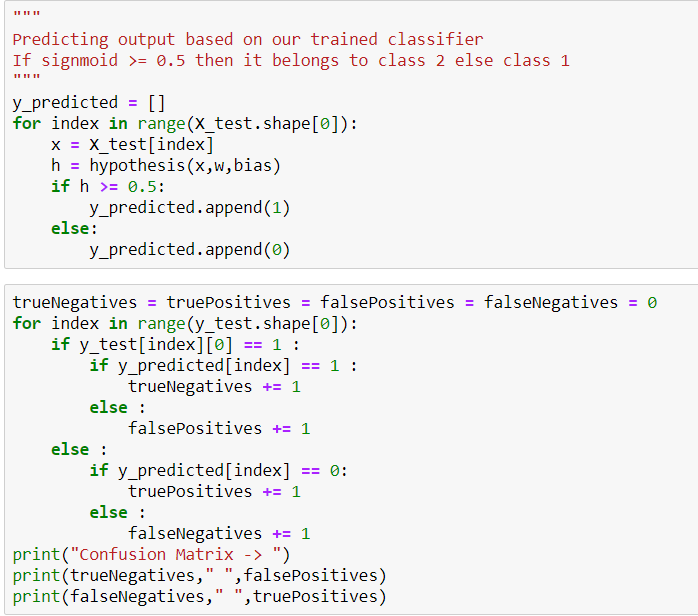 """
Predicting output based on our trained classifier
If signmoid >= 0.5 then it belongs to class 2 else class 1
"""
y_predicted = []
for index in range(X_test.shape[0]):
    x = X_test[index]
    h = hypothesis(x,w,bias)
    if h >= 0.5:
        y_predicted.append(1)
    else:
        y_predicted.append(0)
trueNegatives = truePositives = falsePositives = falseNegatives = 0
for index in range(y_test.shape[0]):
    if y_test[index][0] == 1 :
        if y_predicted[index] == 1 :
            trueNegatives += 1
        else :
            falsePositives += 1
    else :
        if y_predicted[index] == 0:
            truePositives += 1
        else :
            falseNegatives += 1
print("Confusion Matrix -> ")
print(trueNegatives," ",falsePositives)
print(falseNegatives," ",truePositives)